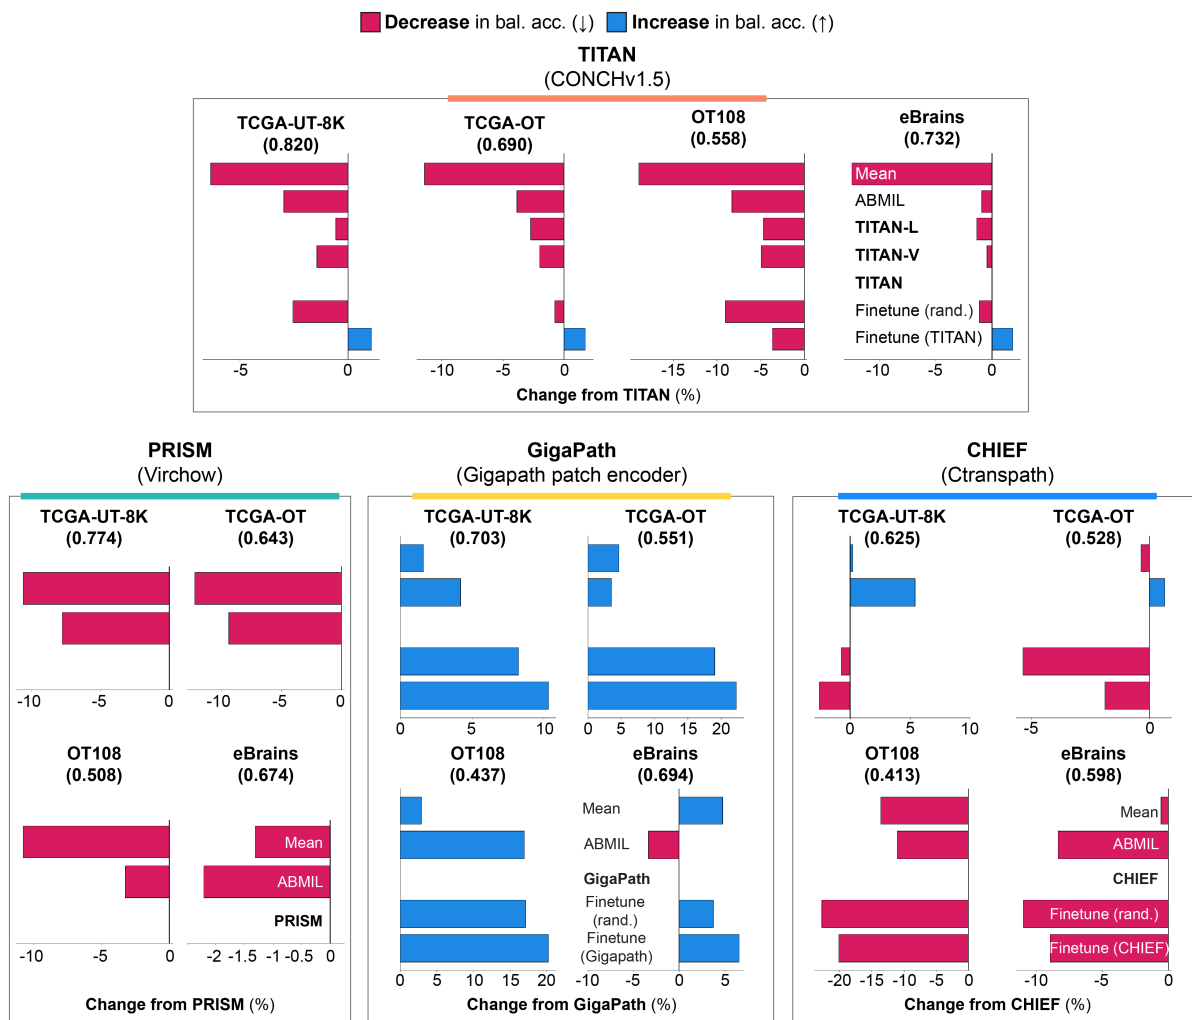 Decrease in bal. acc. (↓) Increase in bal. acc. (↑)
TITAN
(CONCHv1.5)
TCGA-UT-8K
(0.820)
TCGA-OT
(0.690)
OT108
(0.558)
eBrains
(0.732)
Mean
ABMIL
TITAN-L
TITAN-V
TITAN
Finetune (rand.)
Finetune (TITAN)
-5 0
-10 -5 0
-15 -10 -5 0
-10 -5 0
Change from TITAN (%)
PRISM
(Virchow)
TCGA-UT-8K
(0.774)
TCGA-OT
(0.643)
-10 -5 0
-10 -5 0
OT108
(0.508)
eBrains
(0.674)
Mean
ABMIL
PRISM
-10 -5 0
-2 -1.5 -1 -0.5 0
Change from PRISM (%)
GigaPath
(Gigapath patch encoder)
TCGA-UT-8K
(0.703)
TCGA-OT
(0.551)
0 5 10
0 5 10 15 20
OT108
(0.437)
eBrains
(0.694)
Mean
ABMIL
GigaPath
Finetune
(rand.)
Finetune
(Gigapath)
0 5 10 15 20
-10 -5 0 5
Change from GigaPath (%)
CHIEF
(Ctranspath)
TCGA-UT-8K
(0.625)
TCGA-OT
(0.528)
0 5 10
-5 0
OT108
(0.413)
eBrains
(0.598)
Mean
ABMIL
CHIEF
Finetune (rand.)
Finetune (CHIEF)
-20 -15 -10 -5 0
-10 -5 0
Change from CHIEF (%)